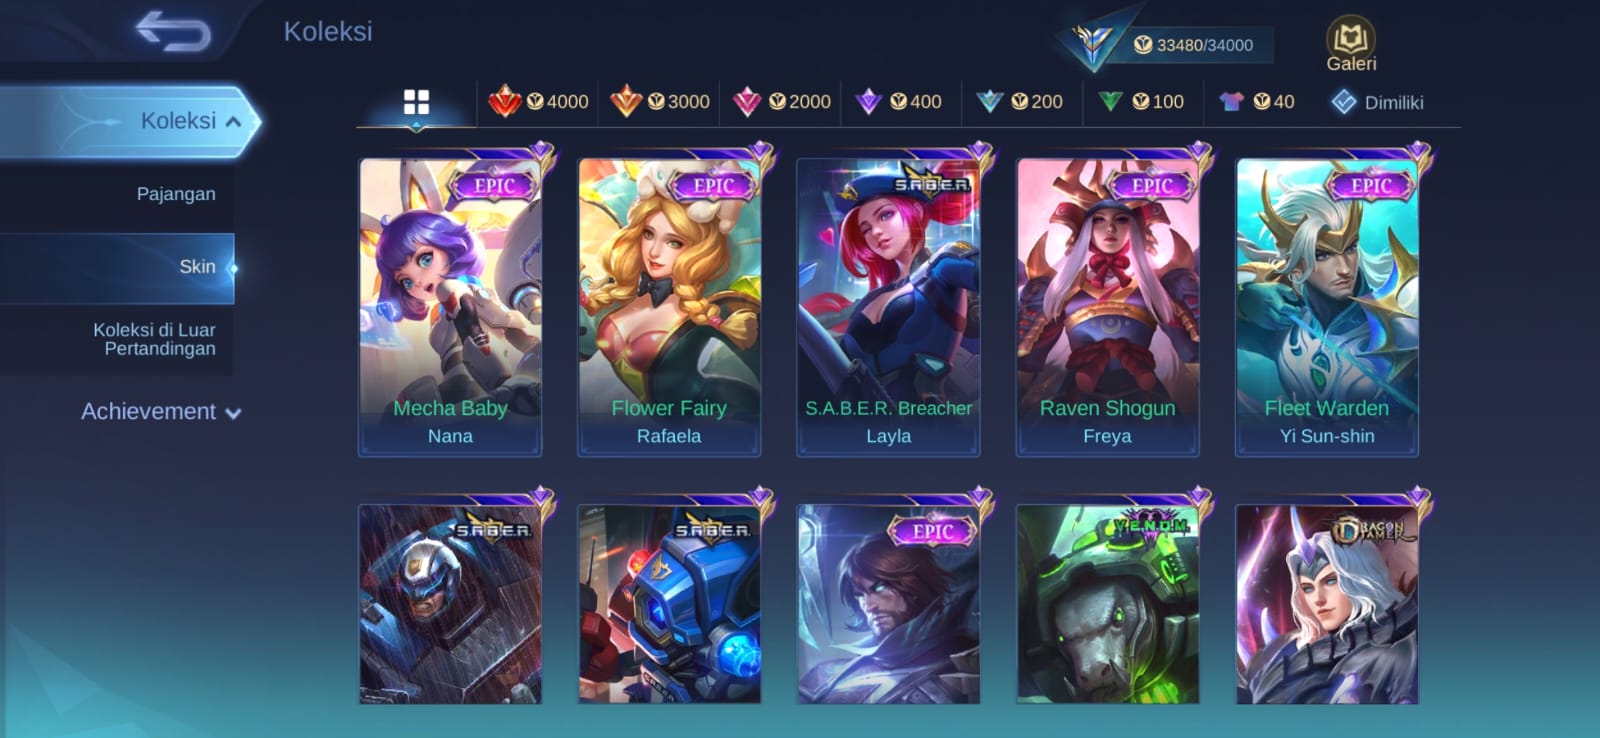 Koleksi
33480/34000
Galeri
4000
3000
2000
400
200
100
40
Dimiliki
Koleksi
Pajangan
Skin
Koleksi di Luar
Pertandingan
Achievement
EPIC
Mecha Baby
Nana
EPIC
Flower Fairy
Rafaela
S.A.B.E.R.
S.A.B.E.R. Breacher
Layla
EPIC
Raven Shogun
Freya
EPIC
Fleet Warden
Yi Sun-shin
S.A.B.E.R.
S.A.B.E.R.
EPIC
V.E.N.O.M.
DRAGON
TAMER